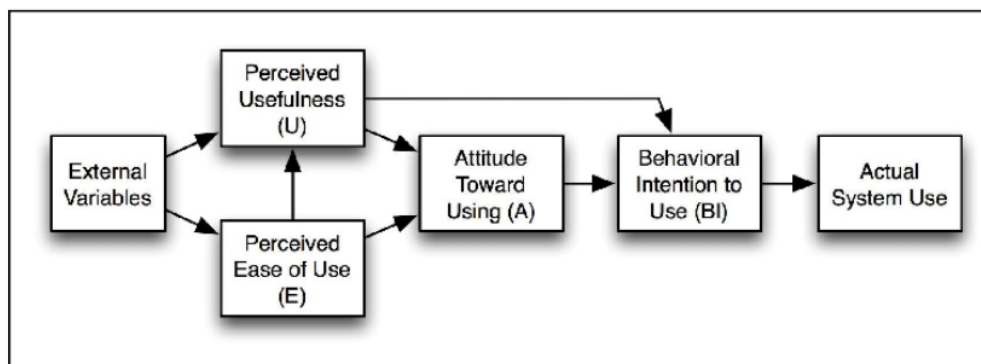 Perceived
Usefulness
(U)
External
Variables
Perceived
Ease of Use
(E)
Attitude
Toward
Using (A)
Behavioral
Intention to
Use (BI)
Actual
System Use